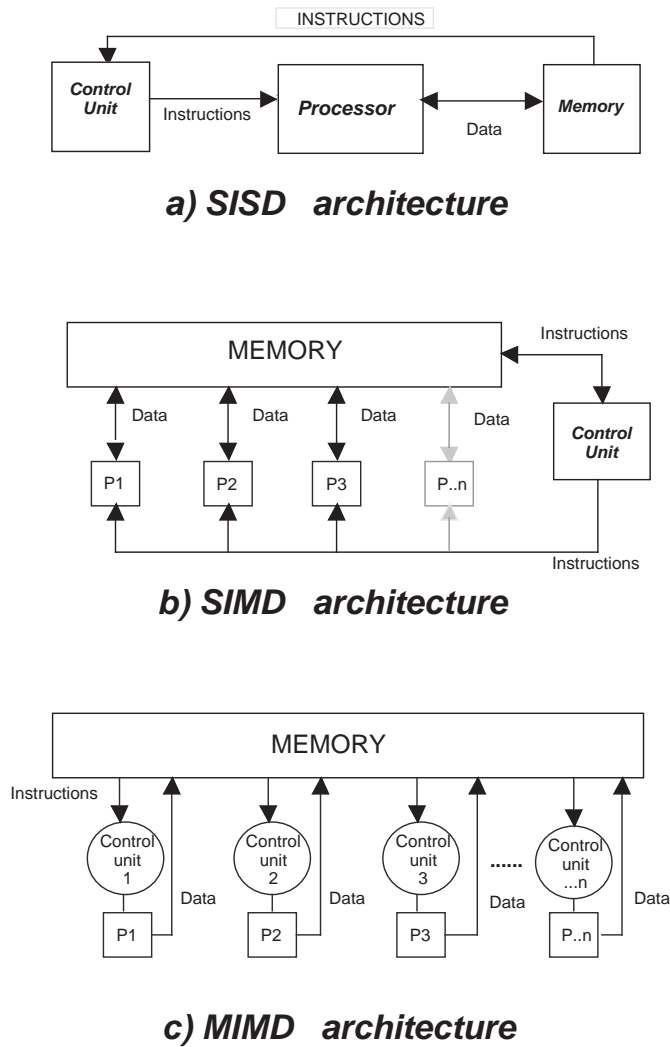 INSTRUCTIONS
Control
Unit
Instructions
Processor
Data
Memory
a) SISD architecture
MEMORY
Instructions
Data
Data
Data
Data
Control
Unit
P1
P2
P3
P..n
Instructions
b) SIMD architecture
MEMORY
Instructions
Control
unit
1
Data
Control
unit
2
Data
Control
unit
3
Data
......
Control
unit
...n
Data
P1
P2
P3
P..n
c) MIMD architecture